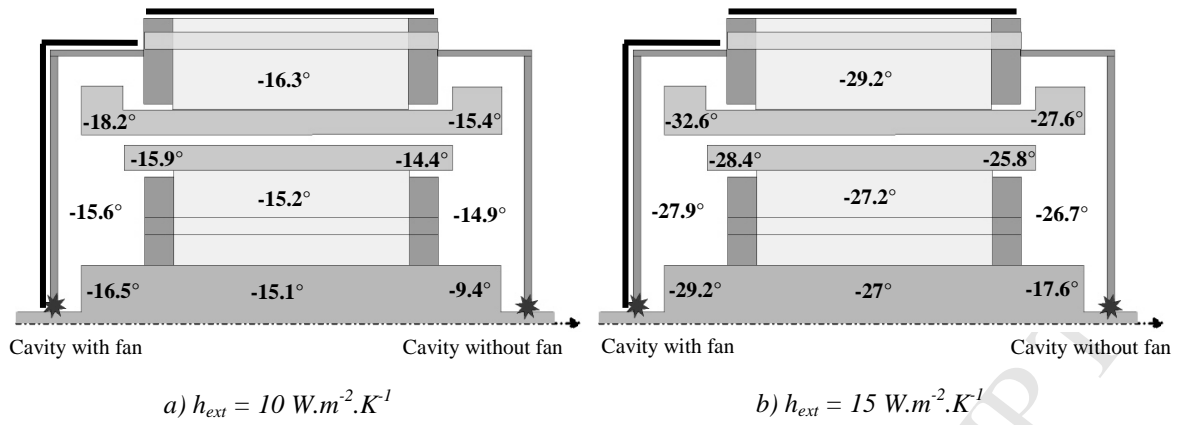 -16.3°
-18.2° -15.4°
-15.9° -14.4°
-15.2°
-15.6° -14.9°
-16.5° -15.1° -9.4°
Cavity with fan Cavity without fan
a) hext = 10 W.m-2.K-1
-29.2°
-32.6° -27.6°
-28.4° -25.8°
-27.2°
-27.9° -26.7°
-29.2° -27° -17.6°
Cavity with fan Cavity without fan
b) hext = 15 W.m-2.K-1